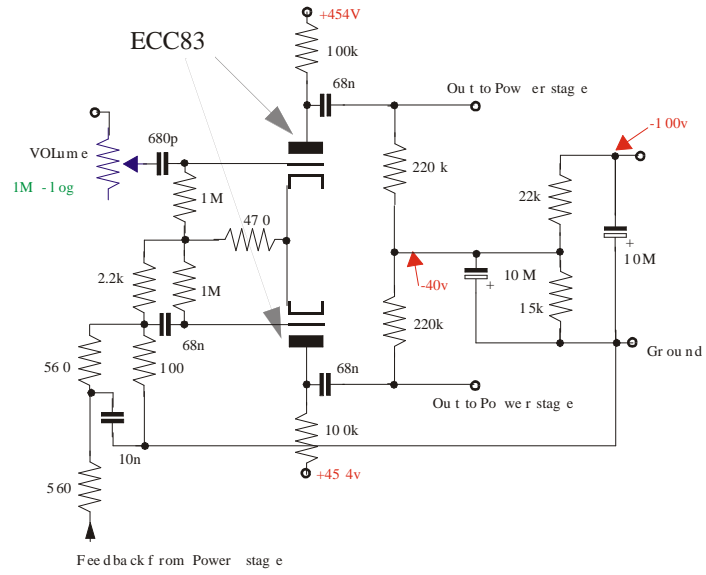 +454V
ECC83
100k
68n
Out to Power stage
-100v
680p
VOLume
1M -log
1M
220k
22k
470
+
10M
2.2k
1M
10M
+
-40v
15k
68n
220k
560
100
68n
Ground
Out to Power stage
10n
100k
560
+454v
Feedback from Power stage